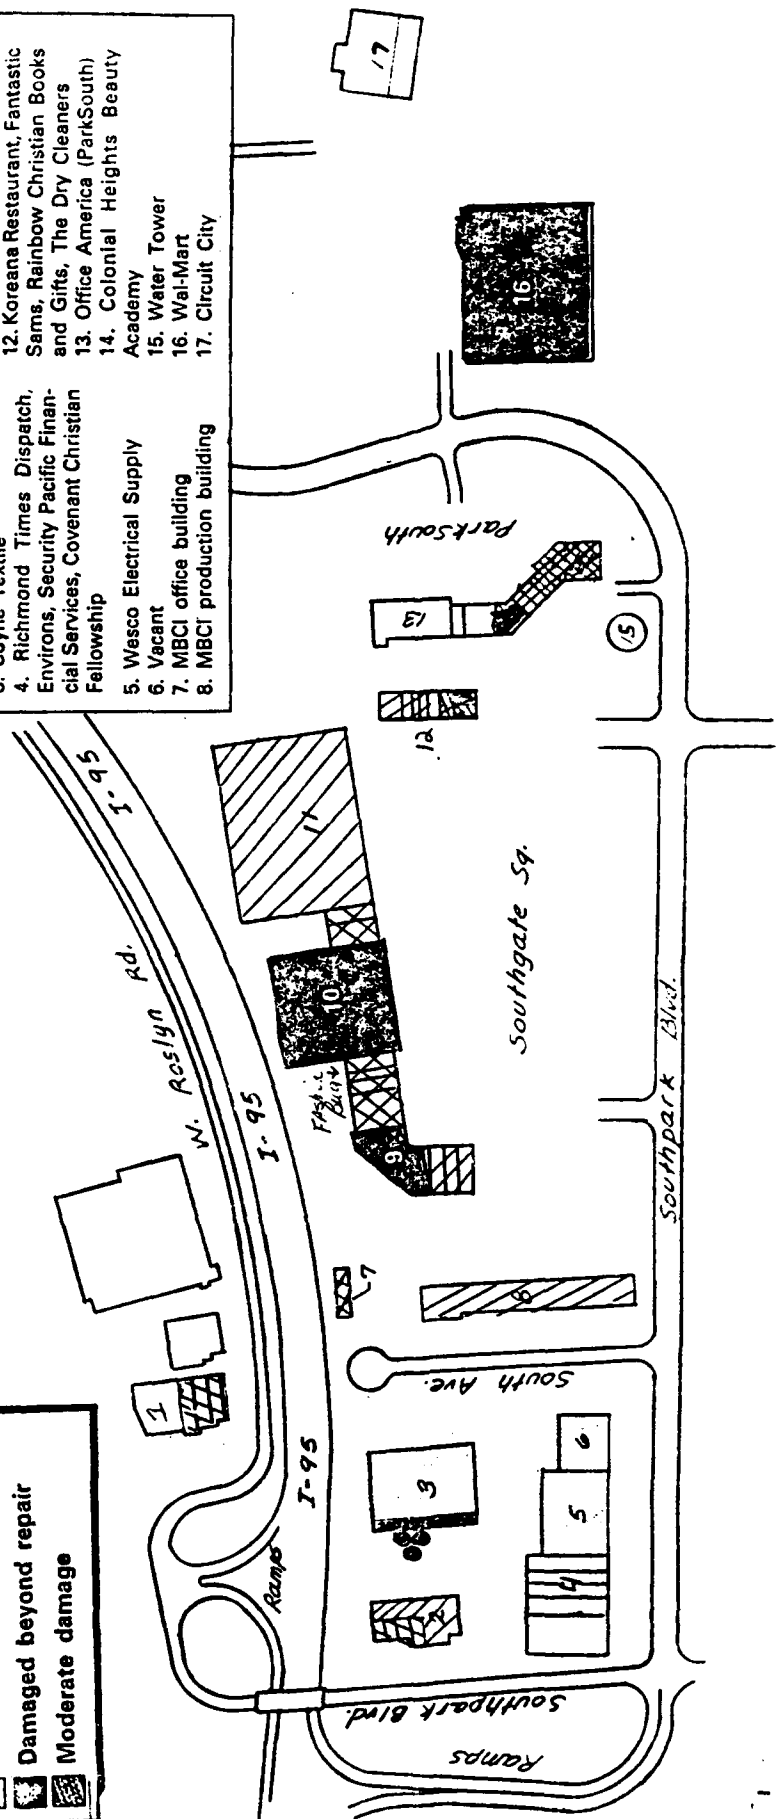 Damaged beyond repair
Moderate damage
4. Richmond Times Dispatch,
Environs, Security Pacific Finan-
cial Services, Covenant Christian
Fellowship
5. Wesco Electrical Supply
6. Vacant
7. MBCI office building
8. MBCI production building
12. Koreana Restaurant, Fantastic
Sams, Rainbow Christian Books
and Gifts, The Dry Cleaners
13. Office America (ParkSouth)
14. Colonial Heights Beauty
Academy
15. Water Tower
16. Wal-Mart
17. Circuit City
I-95
W. Roslyn Rd.
I-95
I-95
Ramps
Southpark Blvd.
Ramps
South Ave.
Southgate Sq.
Southpark Blvd.
ParkSouth
1
2
3
4
5
6
7
8
9
10
11
12
13
15
16
17